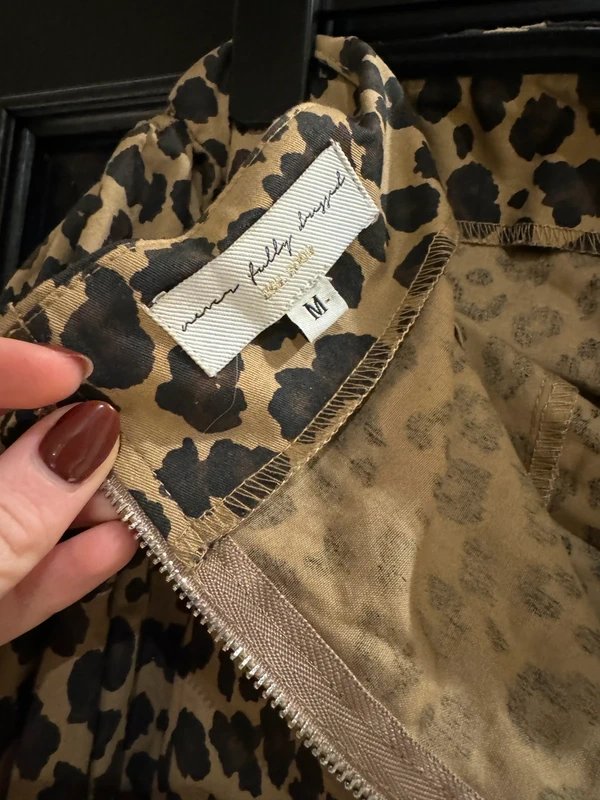 never fully dressed
M-